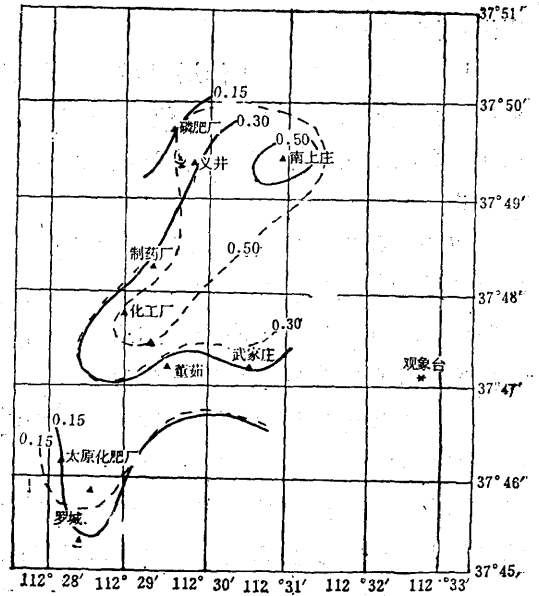 37°51′
0.15
37°50′
磷肥厂
0.30
0.50
南上庄
义井
37°49′
制药厂
0.50
37°48′
化工厂
0.30
武家庄
董茹
观象台
37°47′
0.15
0.15
太原化肥厂
37°46′
罗城
37°45′
112°28′ 112°29′ 112°30′ 112°31′ 112°32′ 112°33′